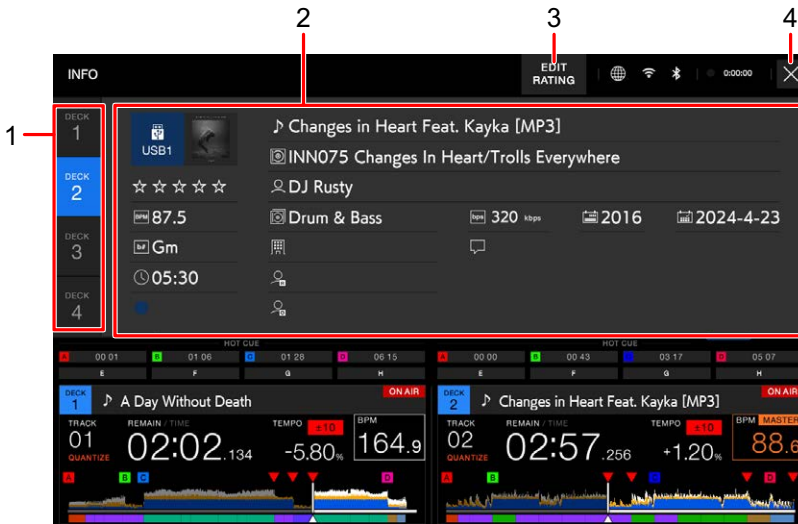 2
3
4
INFO
EDIT
RATING
0:00:00
1
DECK
1
DECK
2
DECK
3
DECK
4
USB1
Changes in Heart Feat. Kayka [MP3]
INN075 Changes In Heart/Trolls Everywhere
DJ Rusty
BPM 87.5
Drum & Bass
bps 320 kbps
2016
2024-4-23
Gm
05:30
HOT CUE
HOT CUE
A 00 01 B 01 06 C 01 28 D 06 15
A 00 00 B 00 43 C 03 17 D 05 07
E F G H
E F G H
DECK
1
A Day Without Death
ON AIR
TRACK
01
QUANTIZE
REMAIN / TIME
02:02.134
TEMPO ±10
-5.80%
BPM
164.9
A B C D
DECK
2
Changes in Heart Feat. Kayka [MP3]
ON AIR
TRACK
02
QUANTIZE
REMAIN / TIME
02:57.256
TEMPO ±10
+1.20%
BPM MASTER
88.6
A B C D